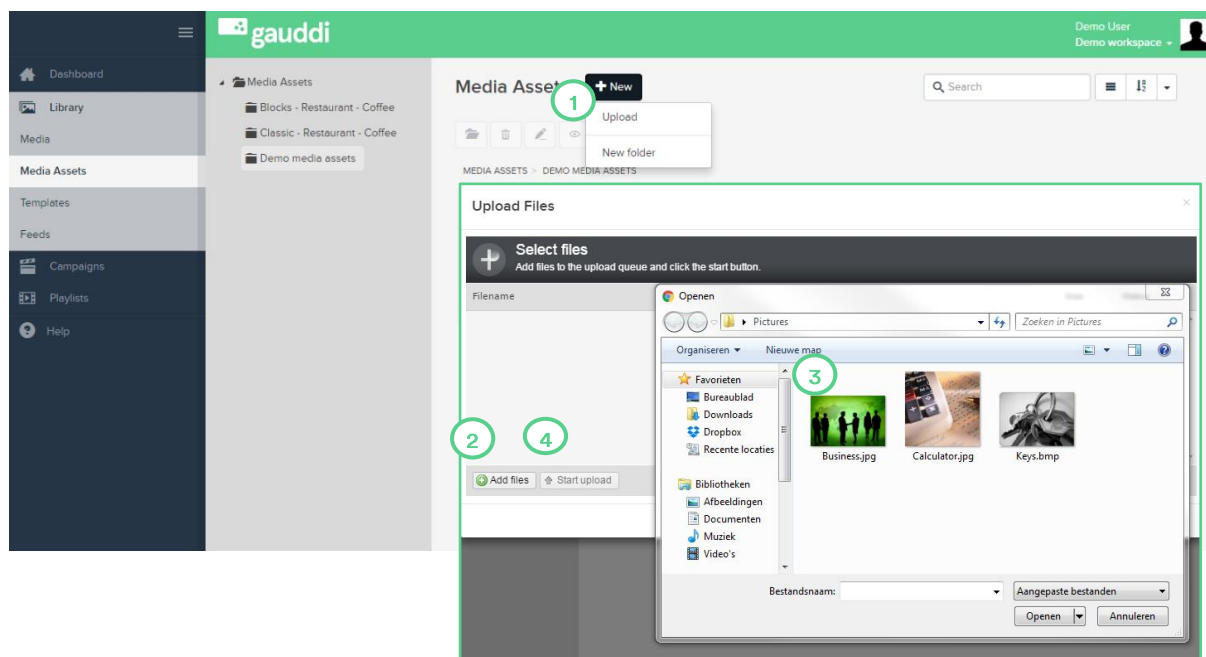 gauddi
Demo User
Demo workspace
Dashboard
Library
Media
Media Assets
Templates
Feeds
Campaigns
Playlists
Help
Media Assets
Blocks - Restaurant - Coffee
Classic - Restaurant - Coffee
Demo media assets
Media Asset
New
Search
1
Upload
New folder
MEDIA ASSETS > DEMO MEDIA ASSETS
Upload Files
Select files
Add files to the upload queue and click the start button.
Filename
2
4
Add files
Start upload
Openen
Pictures
Zoeken in Pictures
Organiseren
Nieuwe map
3
Favorieten
Bureaublad
Downloads
Dropbox
Recente locaties
Bibliotheken
Afbeeldingen
Documenten
Muziek
Video's
Business.jpg
Calculator.jpg
Keys.bmp
Bestandsnaam:
Aangepaste bestanden
Openen
Annuleren